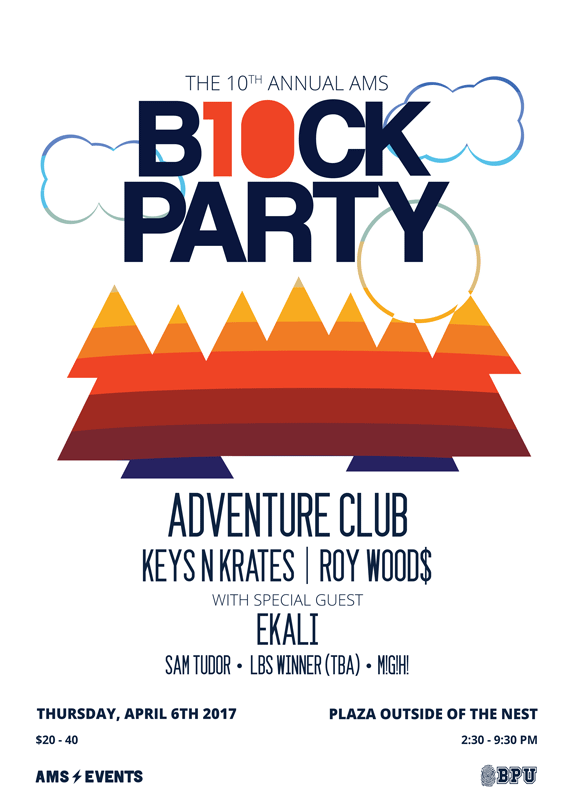 THE 10TH ANNUAL AMS
B10CK
PARTY
ADVENTURE CLUB
KEYS N KRATES | ROY WOOD$
WITH SPECIAL GUEST
EKALI
SAM TUDOR • LBS WINNER (TBA) • M!G!H!
THURSDAY, APRIL 6TH 2017
PLAZA OUTSIDE OF THE NEST
$20 - 40
2:30 - 9:30 PM
AMS EVENTS
BPU